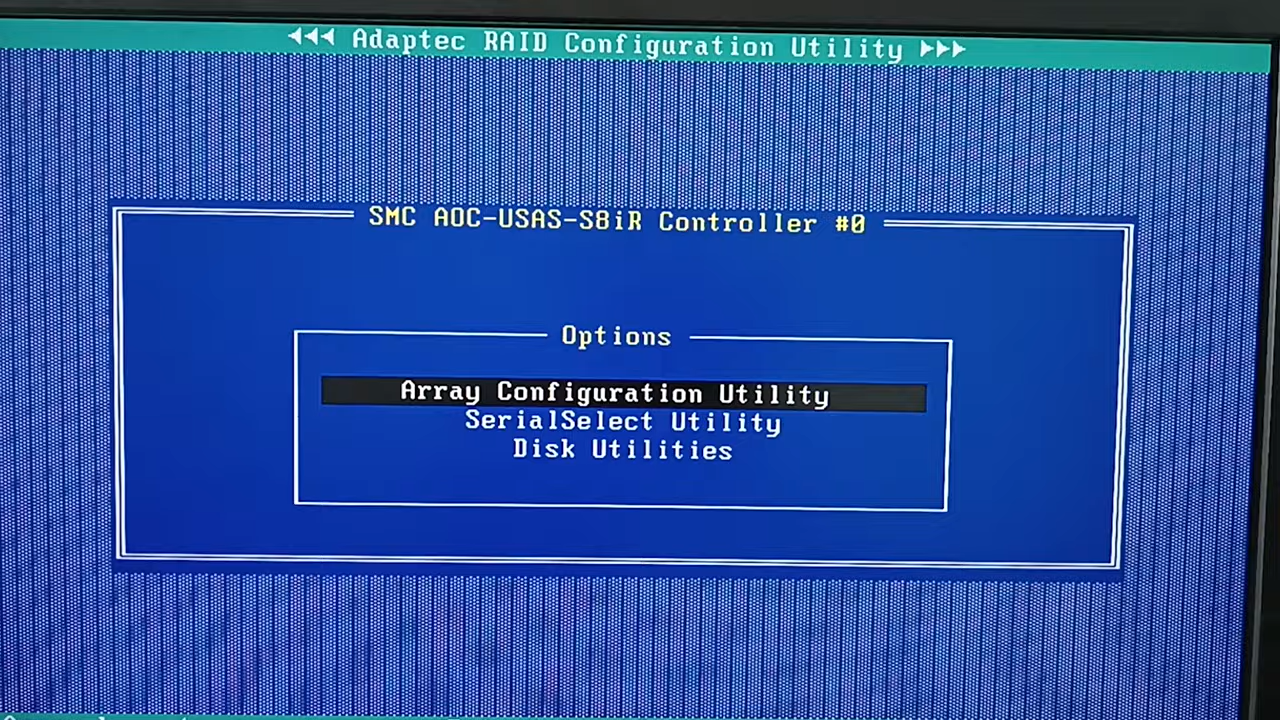 Adaptec RAID Configuration Utility
SMC AOC-USAS-S8iR Controller #0
Options
Array Configuration Utility
SerialSelect Utility
Disk Utilities